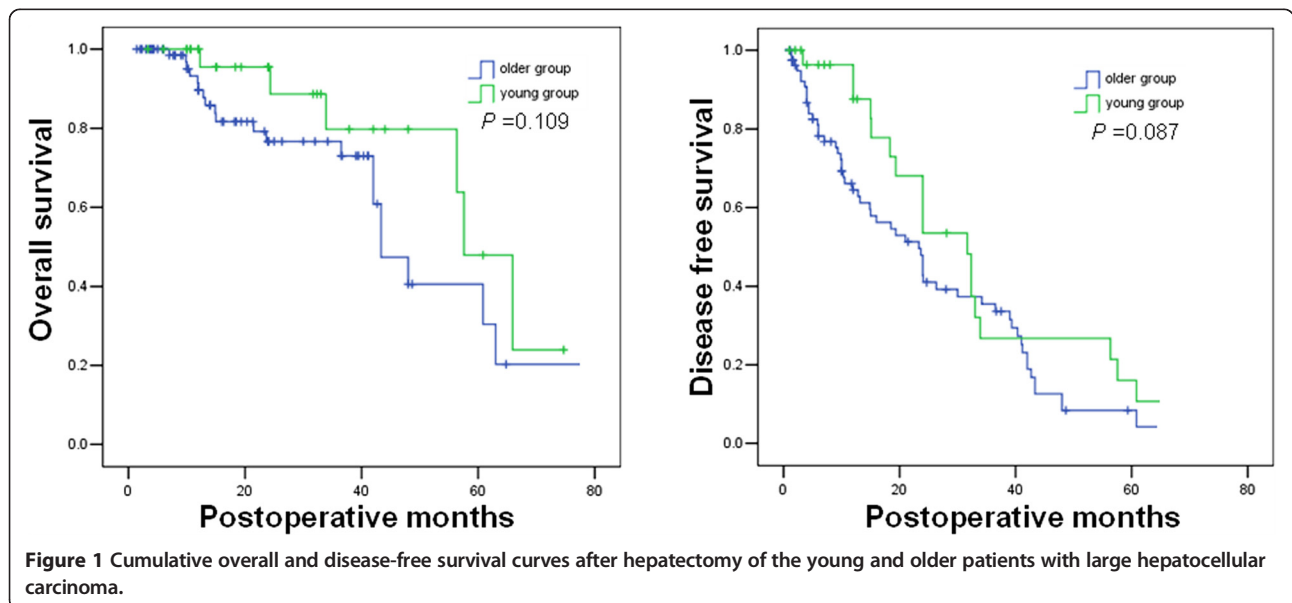 Overall survival
1.0
0.8
0.6
0.4
0.2
0.0
older group
young group
P =0.109
0 20 40 60 80
Postoperative months
Disease free survival
1.0
0.8
0.6
0.4
0.2
0.0
older group
young group
P =0.087
0 20 40 60 80
Postoperative months
Figure 1 Cumulative overall and disease-free survival curves after hepatectomy of the young and older patients with large hepatocellular
carcinoma.